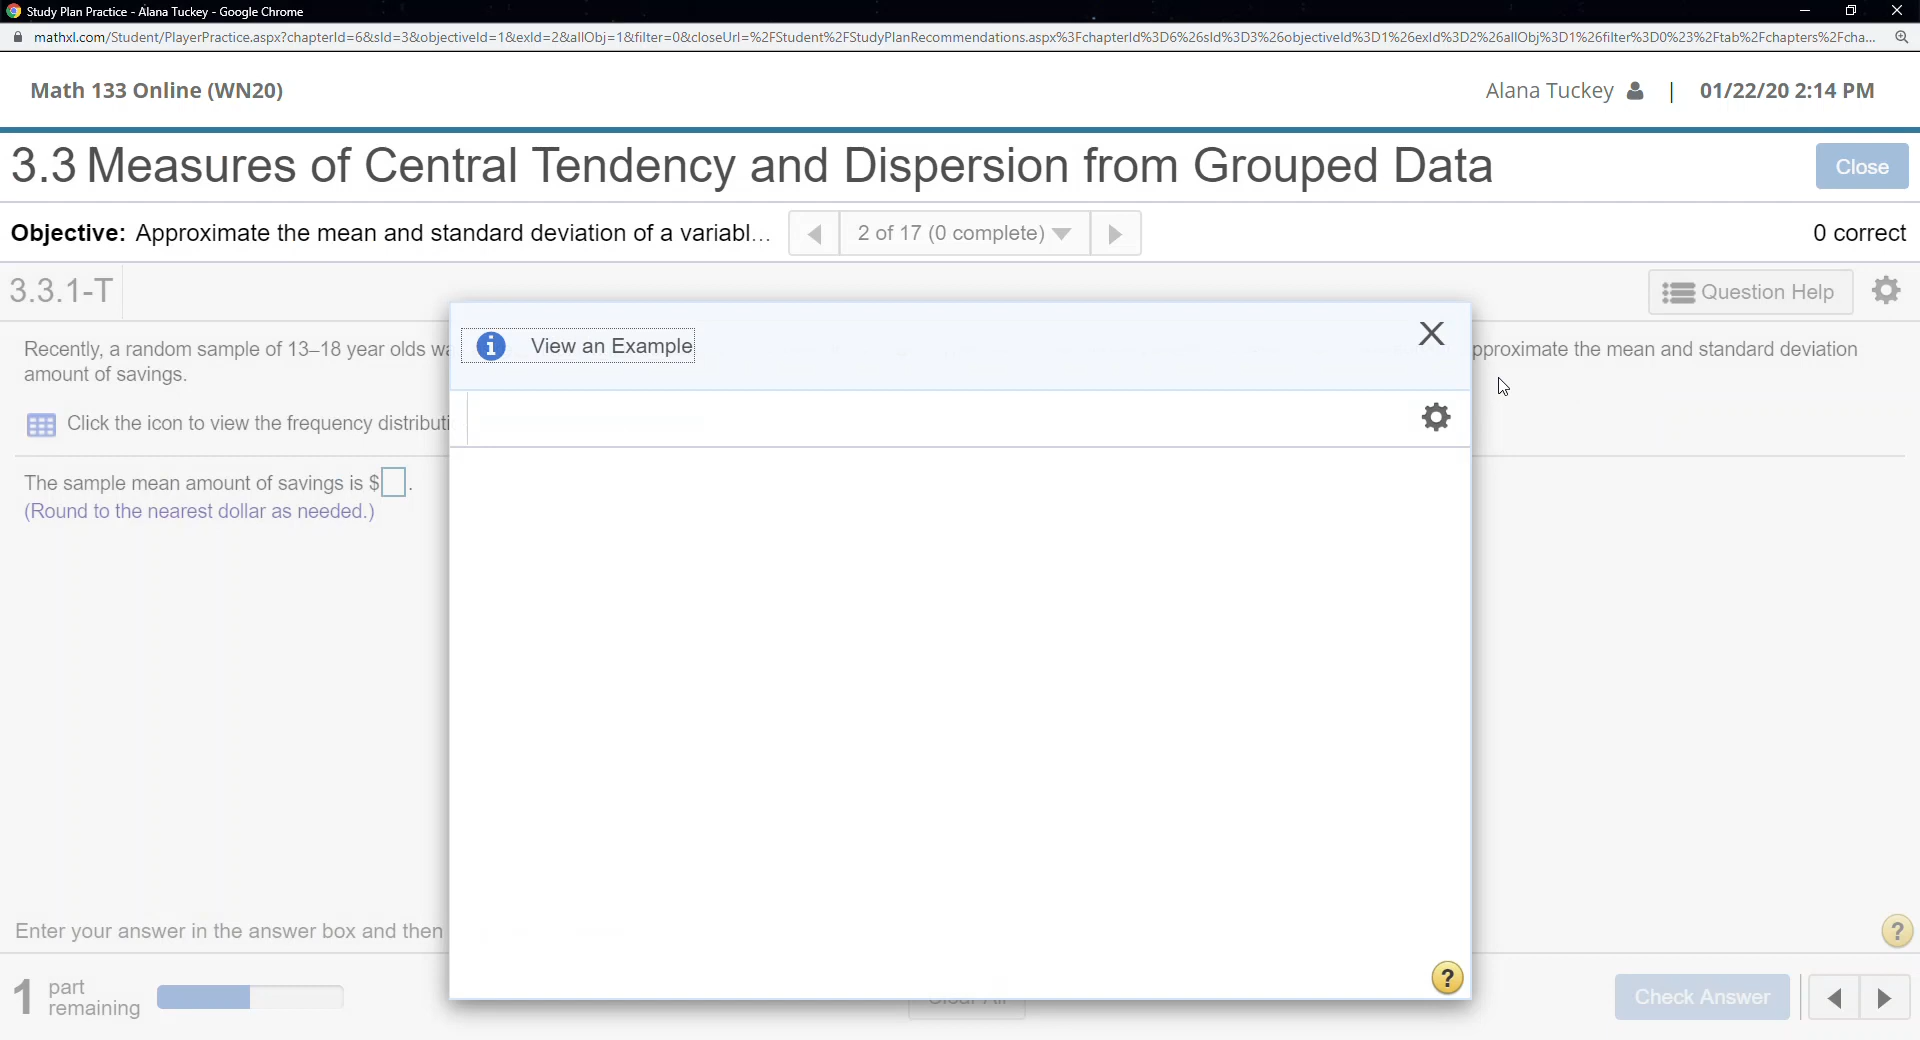 Study Plan Practice - Alana Tuckey - Google Chrome
mathxl.com/Student/PlayerPractice.aspx?chapterId=6&sId=3&objectiveId=1&exId=2&allObj=1&filter=0&closeUrl=%2FStudent%2FStudyPlanRecommendations.aspx%3FchapterId%3D6%26sId%3D3%26objectiveId%3D1%26exId%3D2%26allObj%3D1%26filter%3D0%23%2Ftab%2Fchapters%2Fcha...
Math 133 Online (WN20)
Alana Tuckey | 01/22/20 2:14 PM
3.3 Measures of Central Tendency and Dispersion from Grouped Data
Close
Objective: Approximate the mean and standard deviation of a variabl...
2 of 17 (0 complete)
0 correct
3.3.1-T
Question Help
View an Example
Recently, a random sample of 13–18 year olds
pproximate the mean and standard deviation
amount of savings.
Click the icon to view the frequency distributi
The sample mean amount of savings is $ .
(Round to the nearest dollar as needed.)
Enter your answer in the answer box and then
?
?
1 part remaining
Clear All
Check Answer